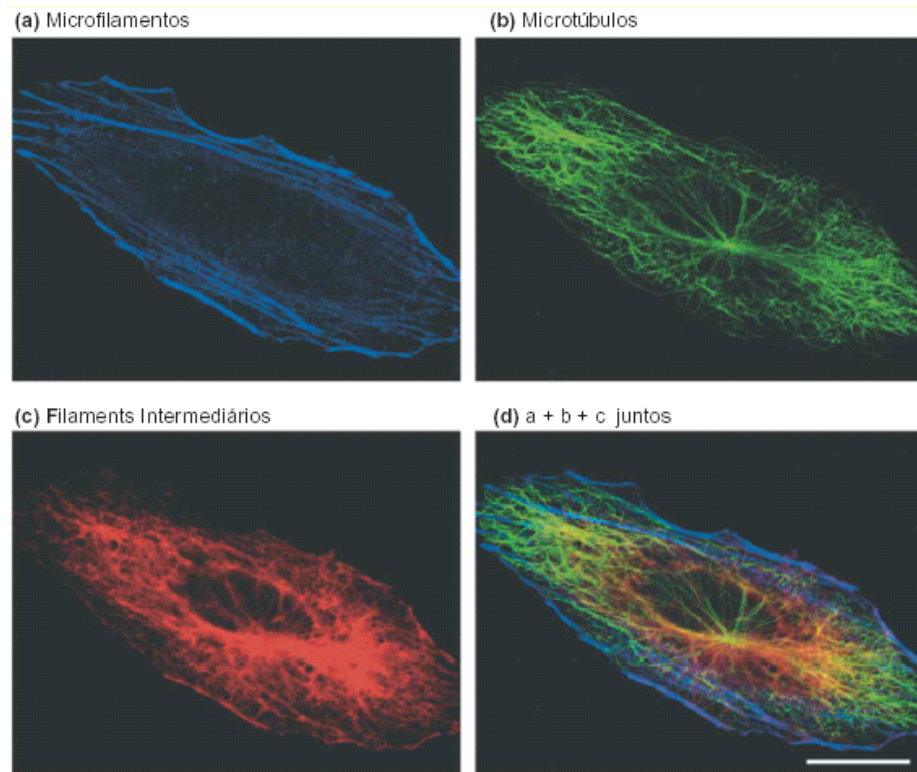 (a) Microfilamentos
(b) Microtúbulos
(c) Filaments Intermediários
(d) a + b + c juntos